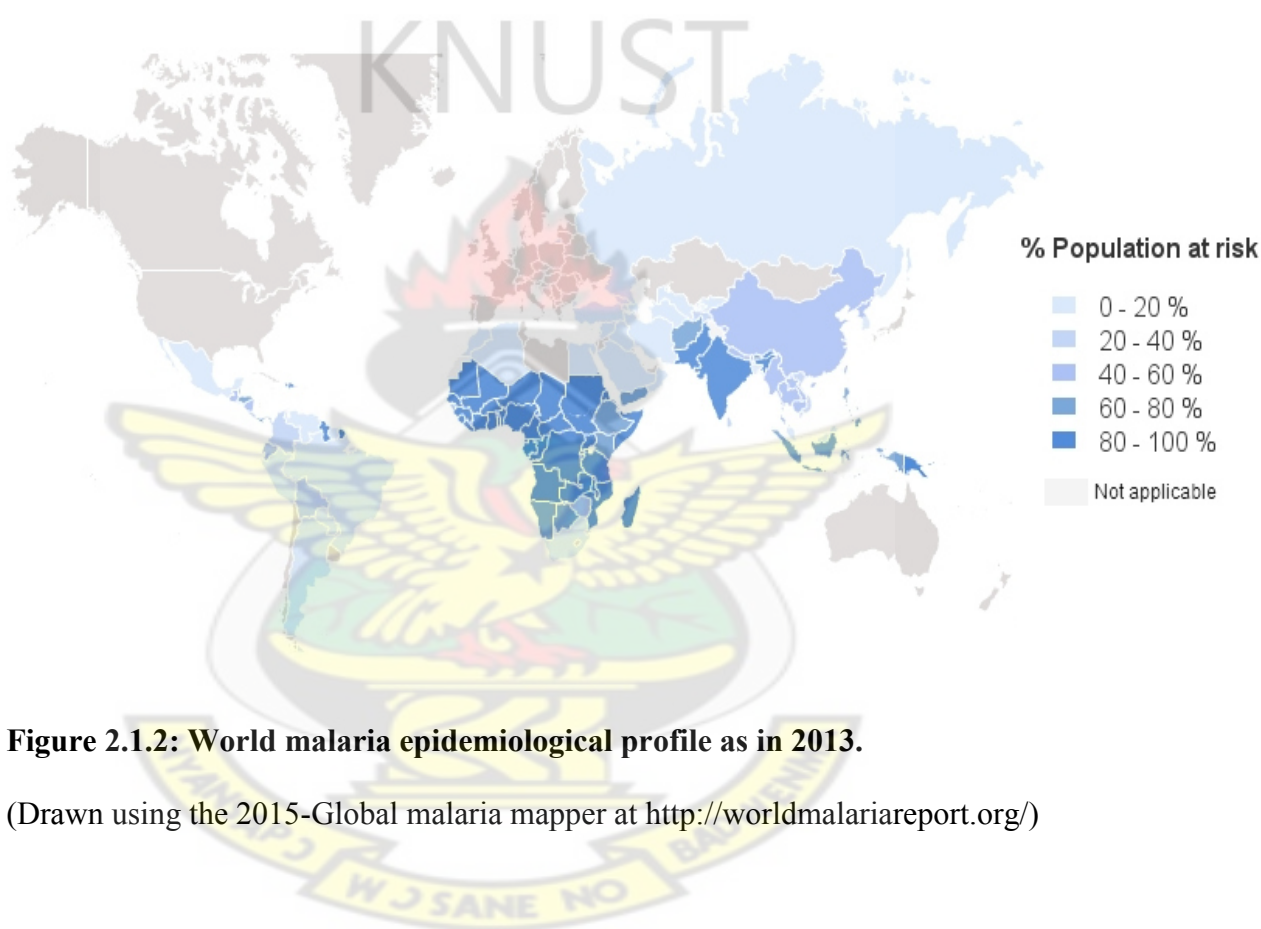 KNUST
% Population at risk
0 - 20 %
20 - 40 %
40 - 60 %
60 - 80 %
80 - 100 %
Not applicable
Figure 2.1.2: World malaria epidemiological profile as in 2013.
(Drawn using the 2015-Global malaria mapper at http://worldmalariareport.org/)
W Ɔ SANE NO